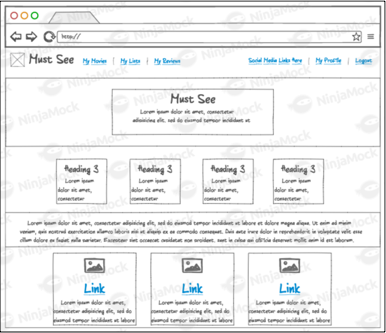 http://
Must See My Movies | My Lists | My Reviews Social Media Links Here | My Profile | Logout
Must See
Lorem ipsum dolor sit amet, consectetur
adipisicing elit, sed do eiusmod tempor incididunt ut
Heading 3 Heading 3 Heading 3 Heading 3
Lorem ipsum Lorem ipsum Lorem ipsum Lorem ipsum
dolor sit amet, dolor sit amet, dolor sit amet, dolor sit amet,
consectetur consectetur consectetur consectetur
Lorem ipsum dolor sit amet, consectetur adipisicing elit, sed do eiusmod tempor incididunt ut labore et dolore magna aliqua. Ut enim ad minim
veniam, quis nostrud exercitation ullamco laboris nisi ut aliquip ex ea commodo consequat. Duis aute irure dolor in reprehenderit in voluptate velit esse
cillum dolore eu fugiat nulla pariatur. Excepteur sint occaecat cupidatat non proident, sunt in culpa qui officia deserunt mollit anim id est laborum.
Link Link Link
Lorem ipsum dolor sit amet, Lorem ipsum dolor sit amet, Lorem ipsum dolor sit amet,
consectetur adipisicing elit, sed consectetur adipisicing elit, sed consectetur adipisicing elit, sed
do eiusmod tempor incididunt do eiusmod tempor incididunt do eiusmod tempor incididunt
NinjaMock